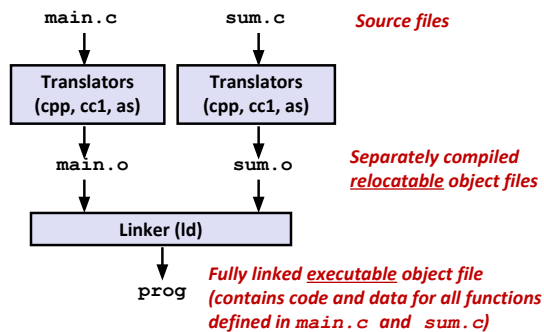 main.c sum.c Source files
Translators Translators
(cpp, cc1, as) (cpp, cc1, as)
main.o sum.o Separately compiled
relocatable object files
Linker (ld)
prog
Fully linked executable object file
(contains code and data for all functions
defined in main.c and sum.c)